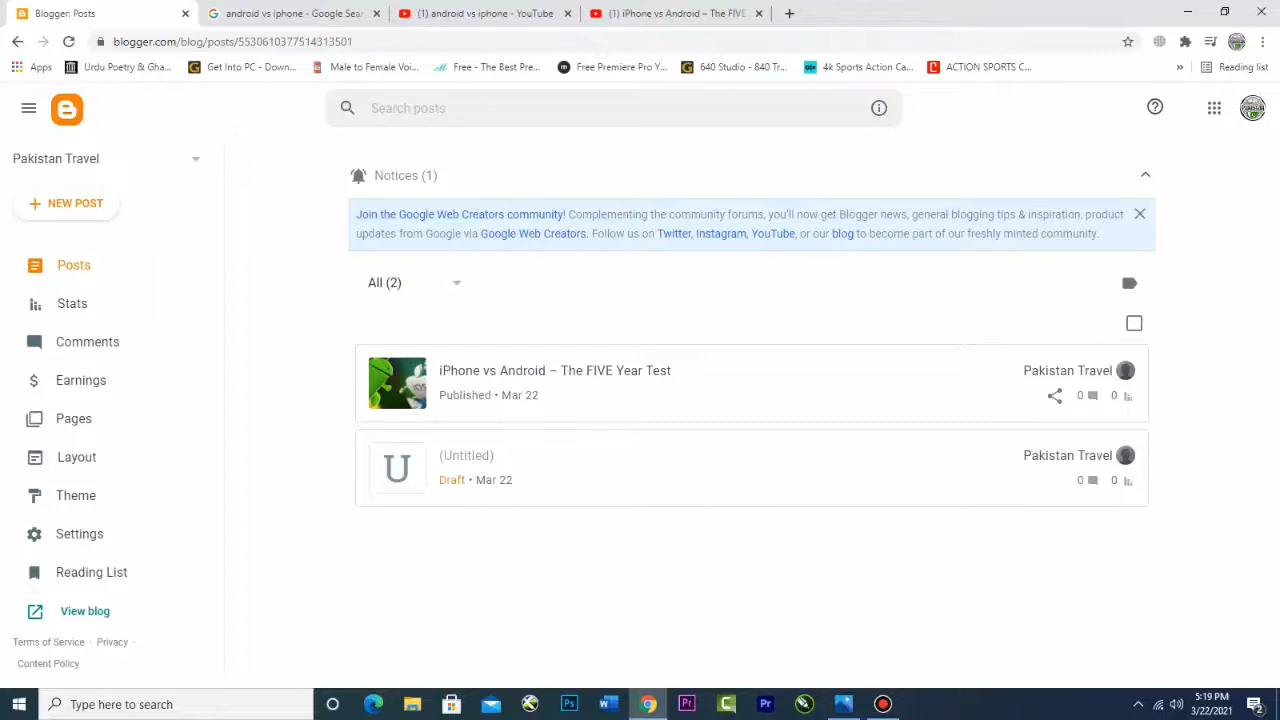 Blogger: Posts
android vs iphone - Google Sear
(1) android vs iphone - YouTube
(1) iPhone vs Android – The FIVE
blogger.com/blog/posts/5530610377514313501
Apps
Urdu Poetry & Gha...
Get Into PC - Down...
Male to Female Voi...
Free - The Best Pre...
Free Premiere Pro Y...
640 Studio - 840 Tr...
4k Sports Action Ca...
ACTION SPORTS C...
»
Reading list
Search posts
Pakistan Travel
+ NEW POST
Posts
Stats
Comments
Earnings
Pages
Layout
Theme
Settings
Reading List
View blog
Terms of Service · Privacy ·
Content Policy
Notices (1)
Join the Google Web Creators community! Complementing the community forums, you'll now get Blogger news, general blogging tips & inspiration, product
updates from Google via Google Web Creators. Follow us on Twitter, Instagram, YouTube, or our blog to become part of our freshly minted community.
All (2)
iPhone vs Android – The FIVE Year Test
Pakistan Travel
Published • Mar 22
0 0
U
(Untitled)
Pakistan Travel
Draft • Mar 22
0 0
Type here to search
5:19 PM
3/22/2021
2